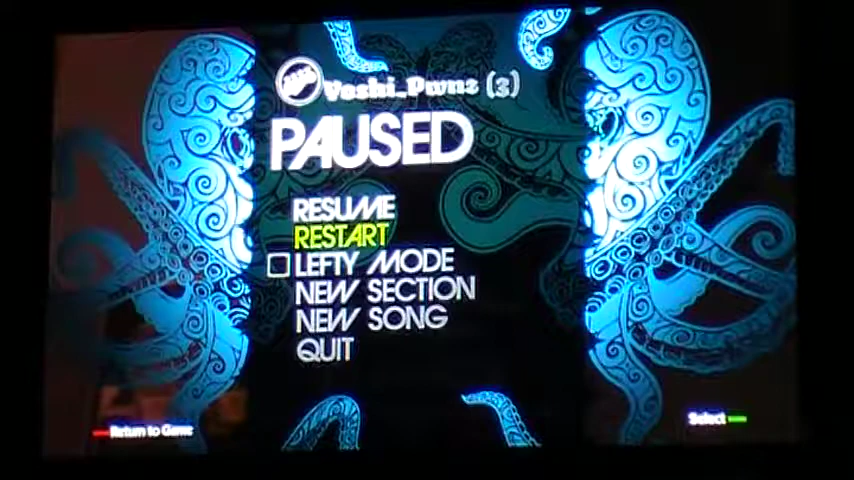 Yoshi_Pwnz (3)
PAUSED
RESUME
RESTART
LEFTY MODE
NEW SECTION
NEW SONG
QUIT
Return to Game
Select